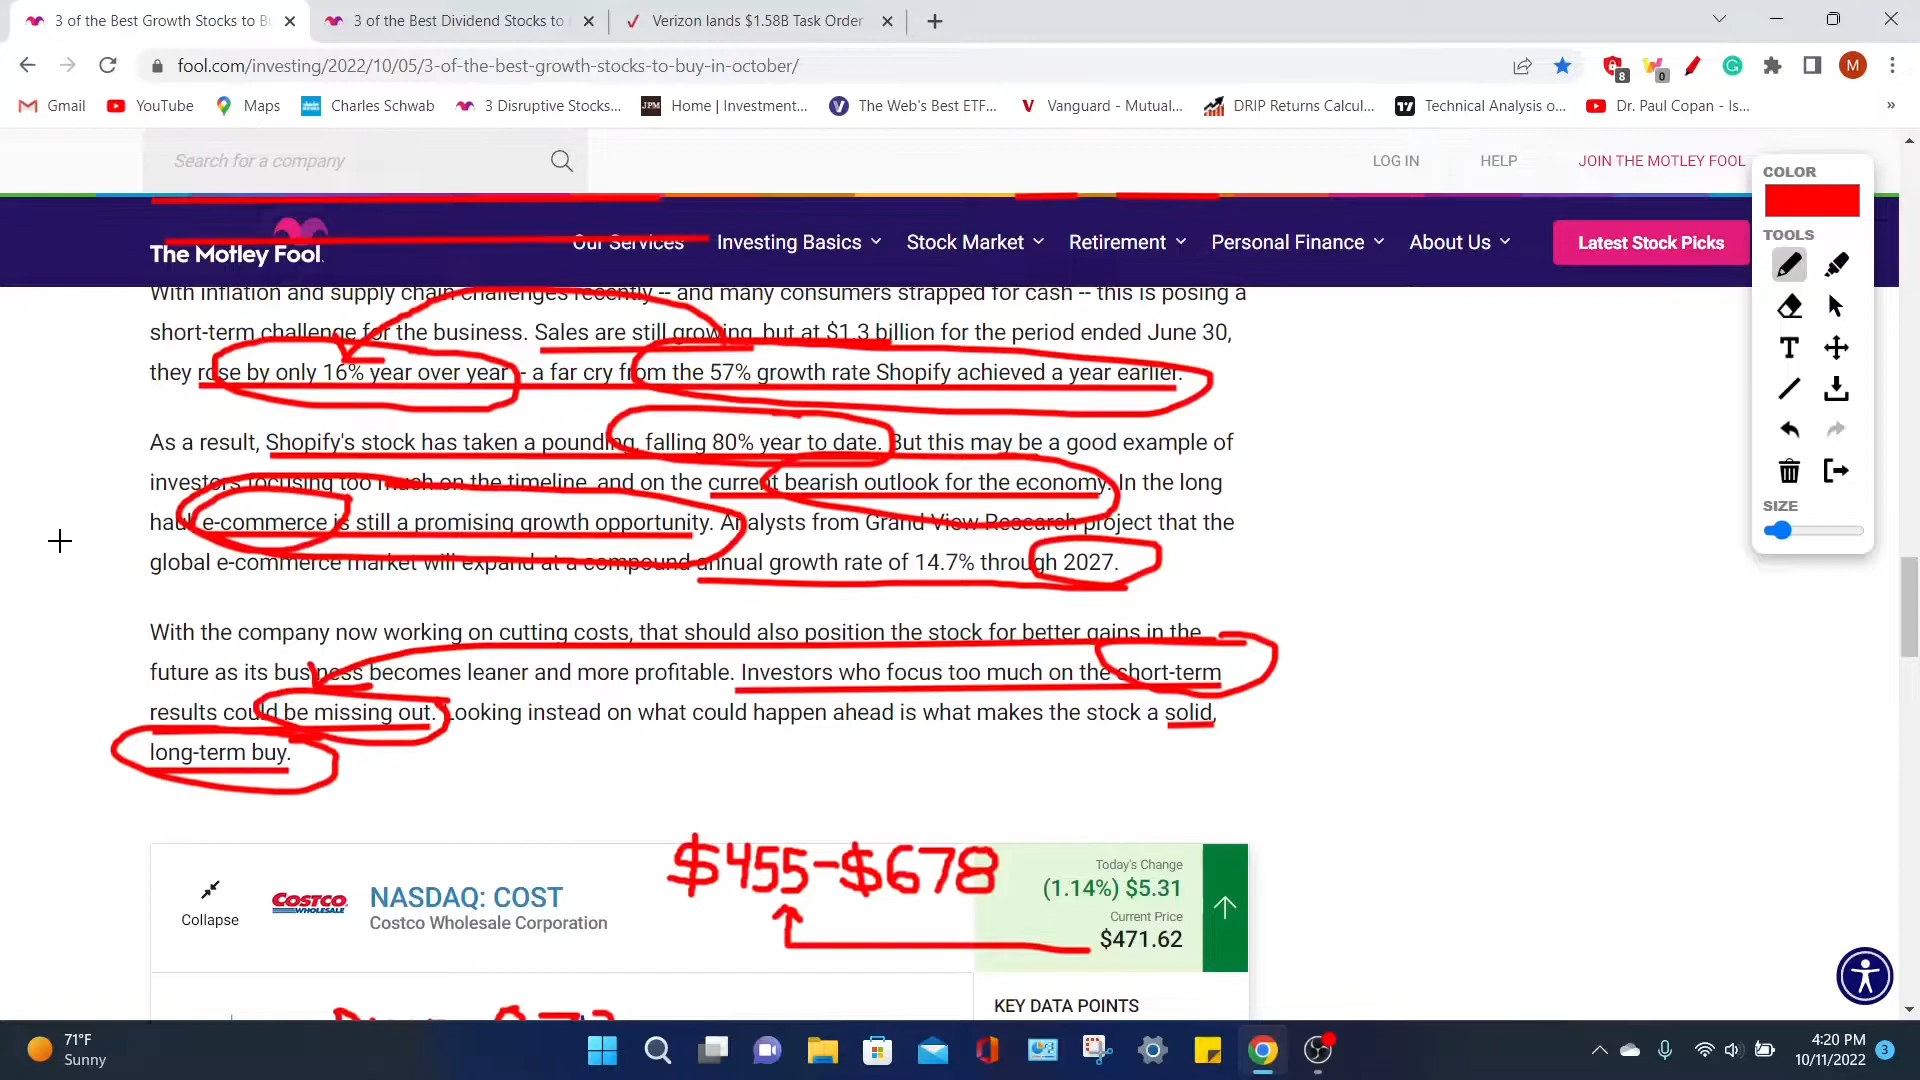 3 of the Best Growth Stocks to B
3 of the Best Dividend Stocks to
Verizon lands $1.58B Task Order
fool.com/investing/2022/10/05/3-of-the-best-growth-stocks-to-buy-in-october/
8
0
M
Gmail
YouTube
Maps
Charles Schwab
3 Disruptive Stocks...
JPM
Home | Investment...
The Web's Best ETF...
Vanguard - Mutual...
DRIP Returns Calcul...
Technical Analysis o...
Dr. Paul Copan - Is...
»
Search for a company
LOG IN
HELP
JOIN THE MOTLEY FOOL
The Motley Fool.
Our Services
Investing Basics
Stock Market
Retirement
Personal Finance
About Us
Latest Stock Picks
COLOR
TOOLS
T
SIZE
With inflation and supply chain challenges recently -- and many consumers strapped for cash -- this is posing a
short-term challenge for the business. Sales are still growing, but at $1.3 billion for the period ended June 30,
they rose by only 16% year over year -- a far cry from the 57% growth rate Shopify achieved a year earlier.
As a result, Shopify's stock has taken a pounding, falling 80% year to date. But this may be a good example of
investors focusing too much on the timeline, and on the current bearish outlook for the economy. In the long
haul, e-commerce is still a promising growth opportunity. Analysts from Grand View Research project that the
global e-commerce market will expand at a compound annual growth rate of 14.7% through 2027.
With the company now working on cutting costs, that should also position the stock for better gains in the
future as its business becomes leaner and more profitable. Investors who focus too much on the short-term
results could be missing out. Looking instead on what could happen ahead is what makes the stock a solid,
long-term buy.
$455-$678
Collapse
COSTCO
WHOLESALE
NASDAQ: COST
Costco Wholesale Corporation
Today's Change
(1.14%) $5.31
Current Price
$471.62
KEY DATA POINTS
71°F
Sunny
4:20 PM
10/11/2022
3